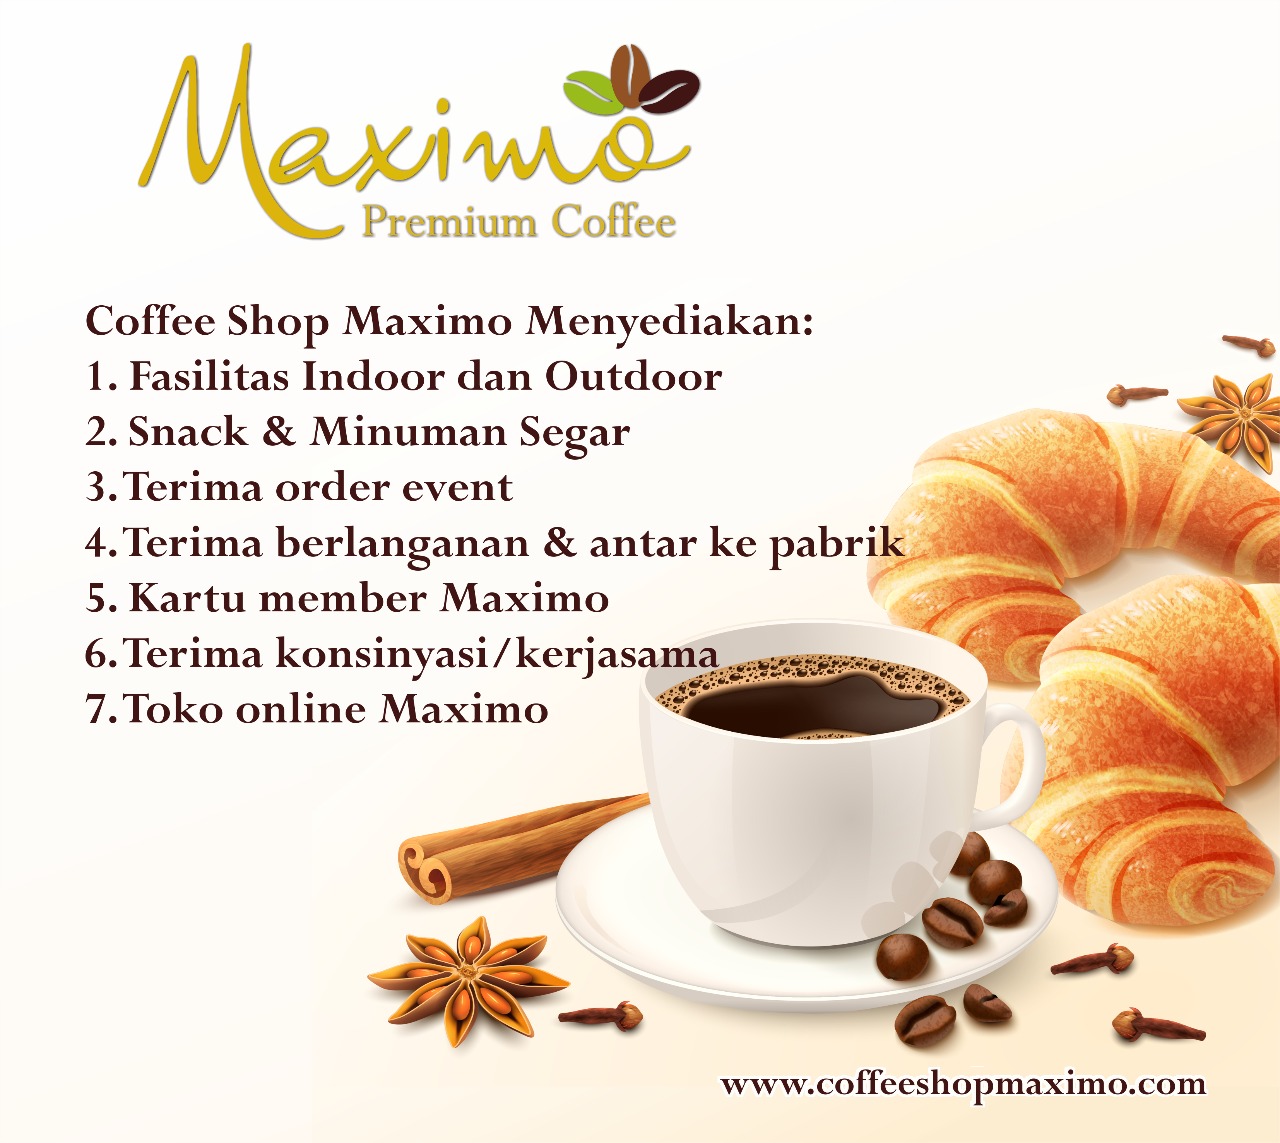 Maximo
Premium Coffee
Coffee Shop Maximo Menyediakan:
1. Fasilitas Indoor dan Outdoor
2. Snack & Minuman Segar
3. Terima order event
4. Terima berlanganan & antar ke pabrik
5. Kartu member Maximo
6. Terima konsinyasi/kerjasama
7. Toko online Maximo
www.coffeeshopmaximo.com